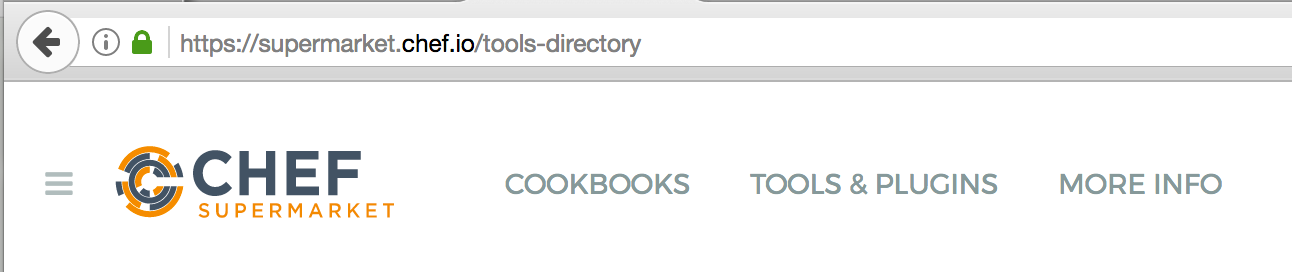 https://supermarket.chef.io/tools-directory
CHEF
SUPERMARKET
COOKBOOKS
TOOLS & PLUGINS
MORE INFO